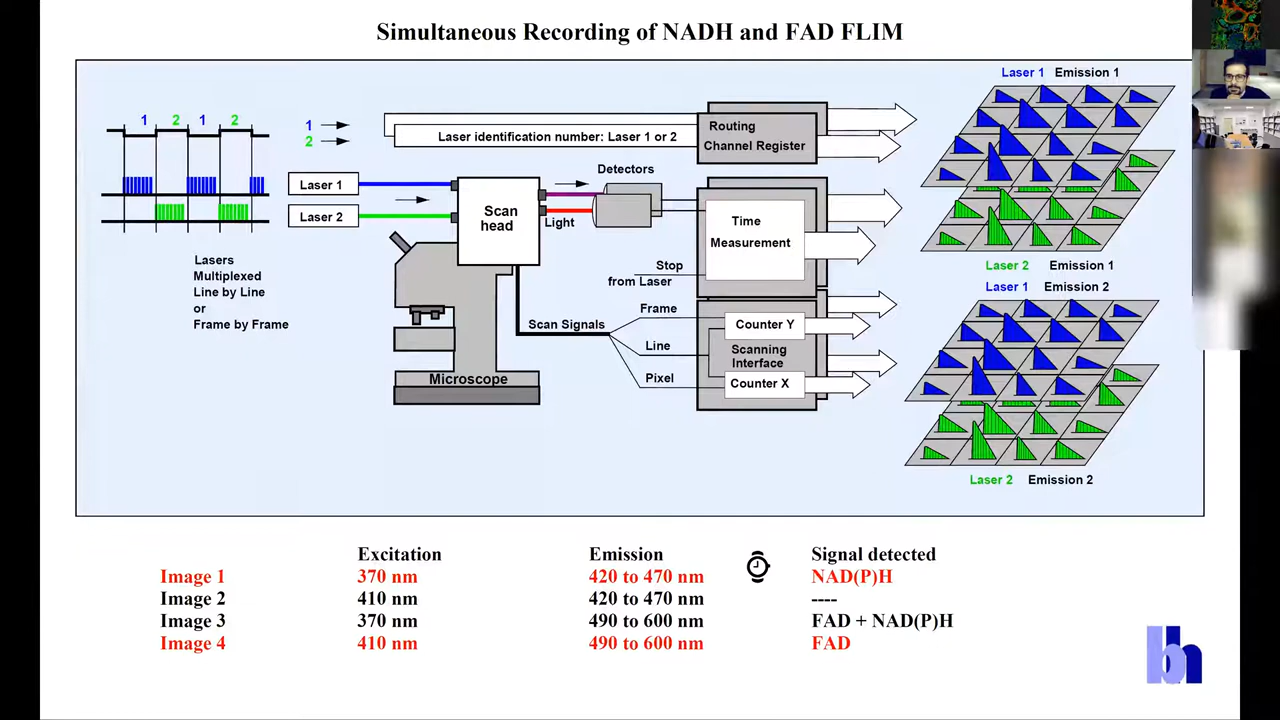 Simultaneous Recording of NADH and FAD FLIM
1 2 1 2
Lasers
Multiplexed
Line by Line
or
Frame by Frame
1
2
Laser identification number: Laser 1 or 2
Routing
Channel Register
Laser 1
Laser 2
Scan
head
Light
Detectors
Time
Measurement
Stop
from Laser
Microscope
Scan Signals
Frame
Line
Pixel
Counter Y
Scanning
Interface
Counter X
Laser 1 Emission 1
Laser 2 Emission 1
Laser 1 Emission 2
Laser 2 Emission 2
Excitation Emission Signal detected
Image 1 370 nm 420 to 470 nm NAD(P)H
Image 2 410 nm 420 to 470 nm ----
Image 3 370 nm 490 to 600 nm FAD + NAD(P)H
Image 4 410 nm 490 to 600 nm FAD
bh